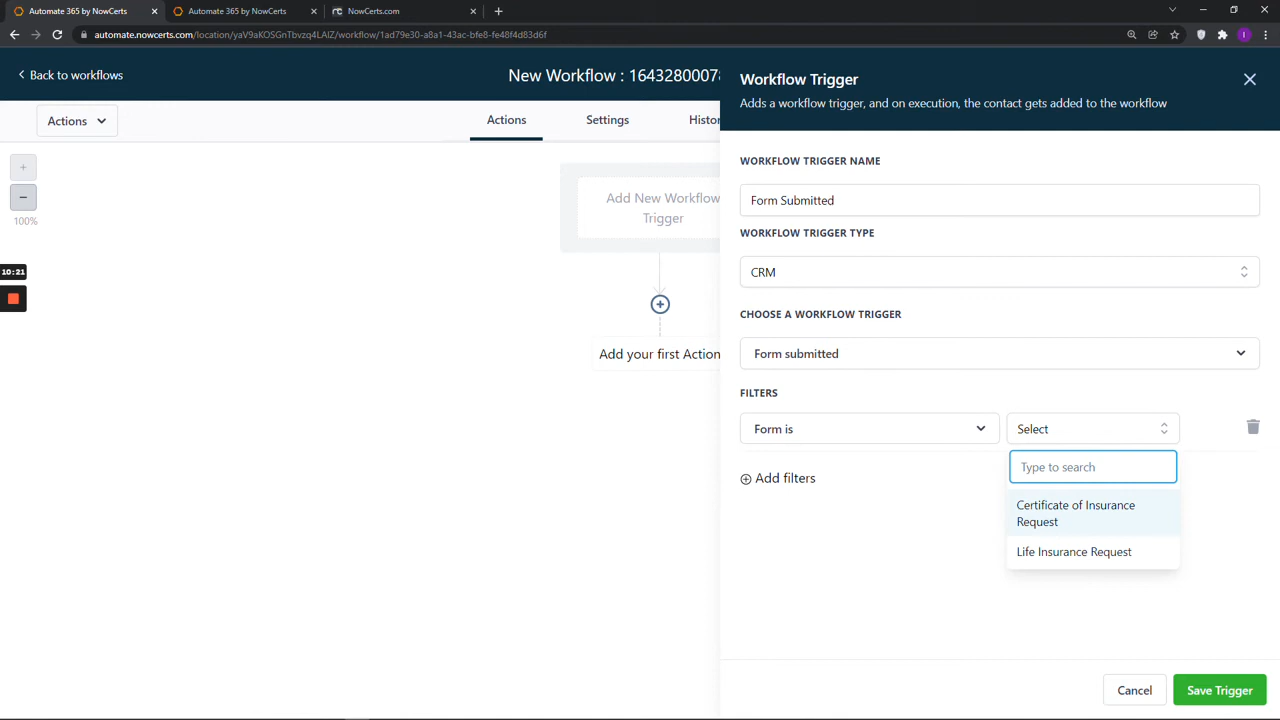 Automate 365 by NowCerts
Automate 365 by NowCerts
NowCerts.com
automate.nowcerts.com/location/yaV9aKOSGnTbvzq4LAIZ/workflow/1ad79e30-a8a1-43ac-bfe8-fe48f4d83d6f
Back to workflows
New Workflow : 1643280007
Workflow Trigger
Adds a workflow trigger, and on execution, the contact gets added to the workflow
Actions
Actions
Settings
Histor
+
−
100%
10:21
Add New Workflow
Trigger
Add your first Action
WORKFLOW TRIGGER NAME
Form Submitted
WORKFLOW TRIGGER TYPE
CRM
CHOOSE A WORKFLOW TRIGGER
Form submitted
FILTERS
Form is
Select
Type to search
Add filters
Certificate of Insurance
Request
Life Insurance Request
Cancel
Save Trigger